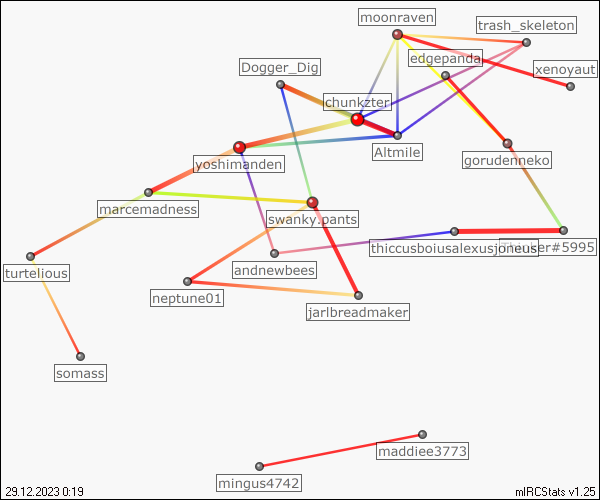 moonraven
trash_skeleton
edgepanda
Dogger_Dig
xenoyaut
chunkzter
Altmile
yoshimanden
gorudenneko
marcemadness
swanky.pants
thiccusboiusalexusjoneus
#5995
andnewbees
turtelious
neptune01
jarlbreadmaker
somass
maddiee3773
mingus4742
29.12.2023 0:19
mIRCStats v1.25